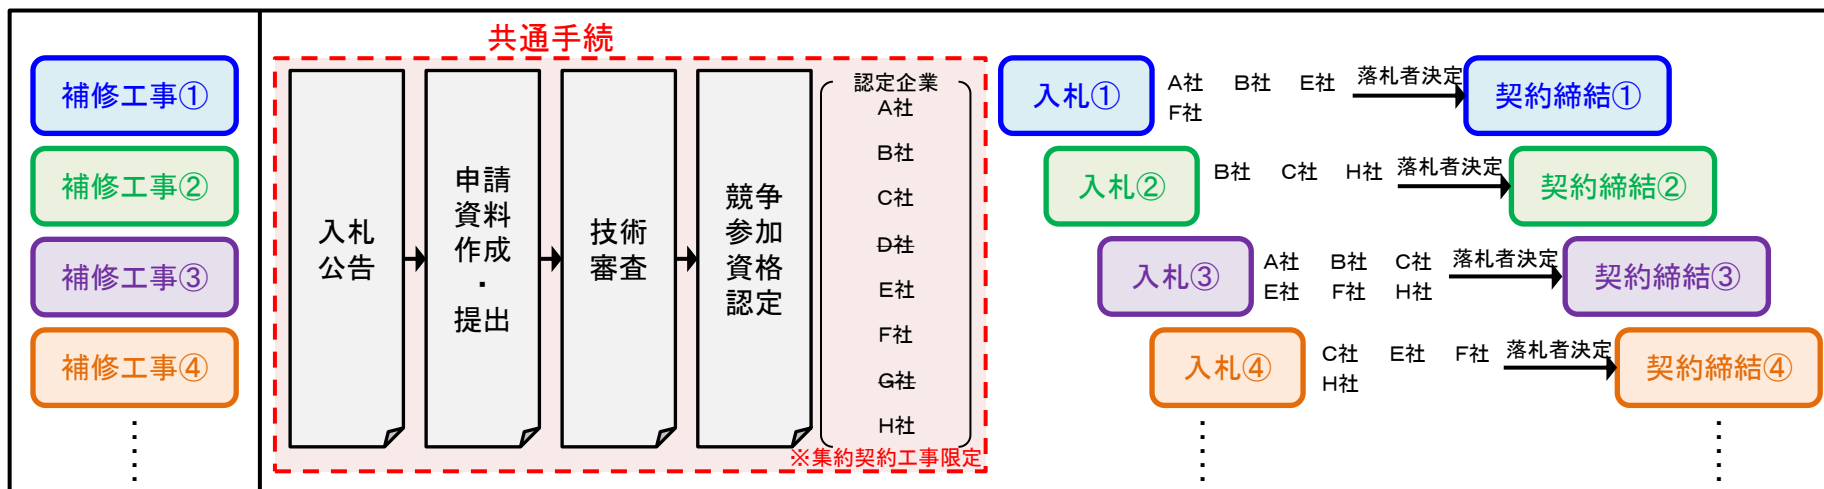 共通手続
補修工事①
補修工事②
補修工事③
補修工事④
入札
公告
申請
資料
作成
・
提出
技術
審査
競争
参加
資格
認定
認定企業
A社
B社
C社
D社
E社
F社
G社
H社
※集約契約工事限定
入札①
A社 B社 E社
F社
落札者決定
契約締結①
入札②
B社 C社 H社
落札者決定
契約締結②
入札③
A社 B社 C社
E社 F社 H社
落札者決定
契約締結③
入札④
C社 E社 F社
H社
落札者決定
契約締結④